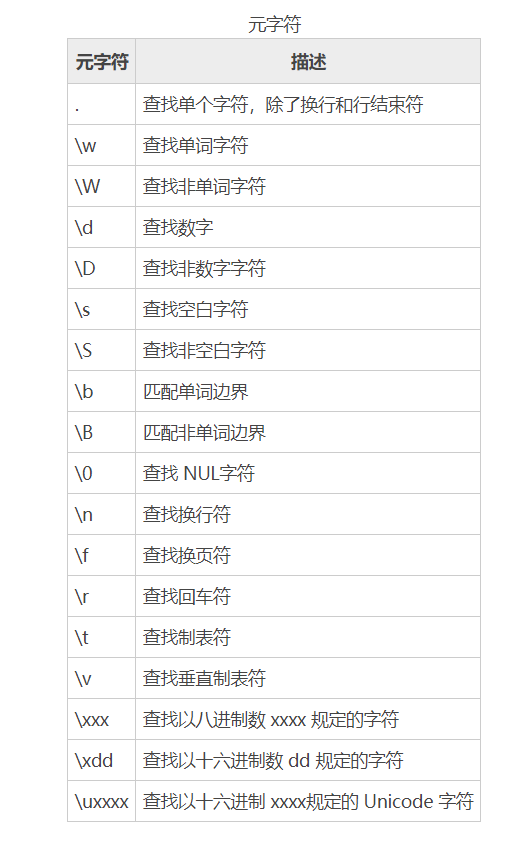 元字符
元字符 描述
. 查找单个字符，除了换行和行结束符
\w 查找单词字符
\W 查找非单词字符
\d 查找数字
\D 查找非数字字符
\s 查找空白字符
\S 查找非空白字符
\b 匹配单词边界
\B 匹配非单词边界
\0 查找 NUL字符
\n 查找换行符
\f 查找换页符
\r 查找回车符
\t 查找制表符
\v 查找垂直制表符
\xxx 查找以八进制数 xxxx 规定的字符
\xdd 查找以十六进制数 dd 规定的字符
\uxxxx 查找以十六进制 xxxx规定的 Unicode 字符